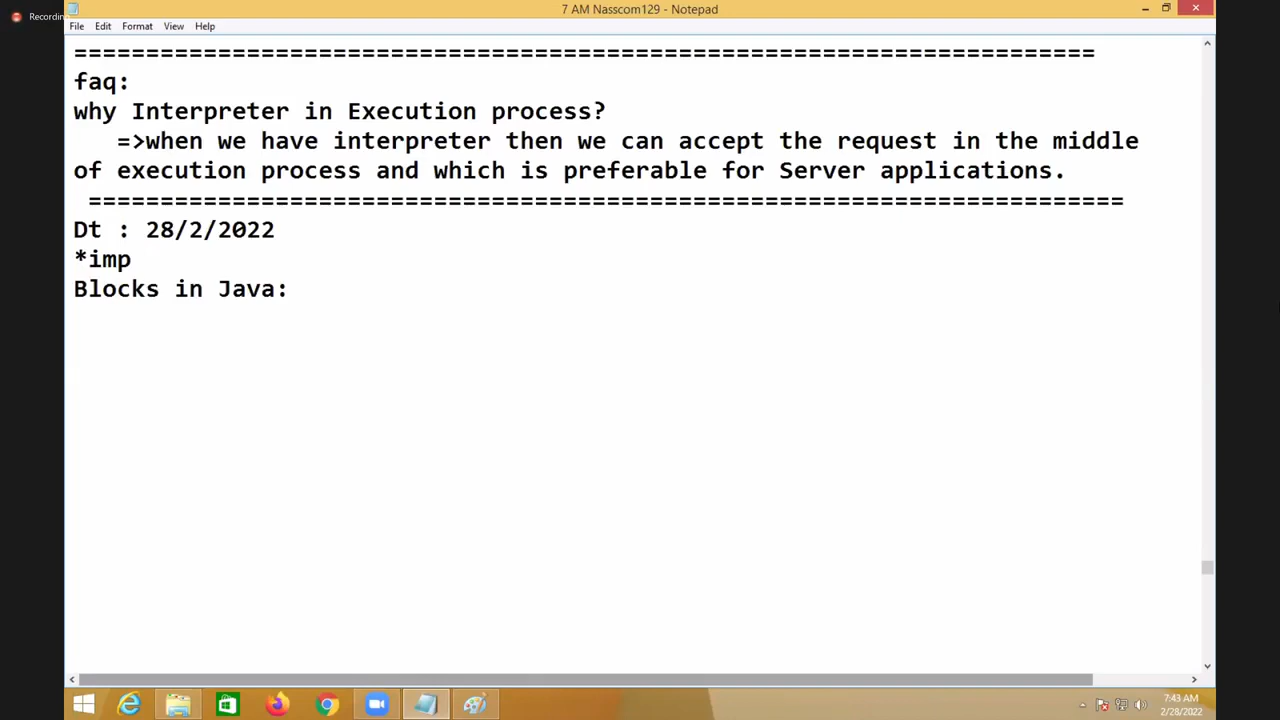 Recording
7 AM Nasscom129 - Notepad
File Edit Format View Help
=======================================================================
faq:
why Interpreter in Execution process?
=>when we have interpreter then we can accept the request in the middle
of execution process and which is preferable for Server applications.
========================================================================
Dt : 28/2/2022
*imp
Blocks in Java:
7:43 AM
2/28/2022